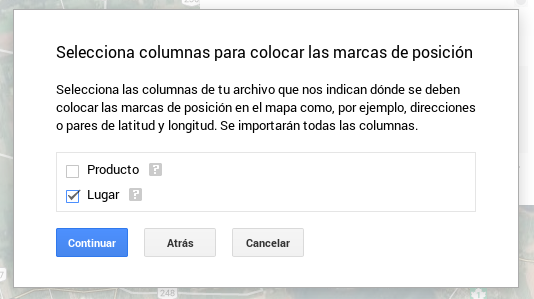 Selecciona columnas para colocar las marcas de posición
Selecciona las columnas de tu archivo que nos indican dónde se deben
colocar las marcas de posición en el mapa como, por ejemplo, direcciones
o pares de latitud y longitud. Se importarán todas las columnas.
Producto ?
Lugar ?
Continuar Atrás Cancelar
248